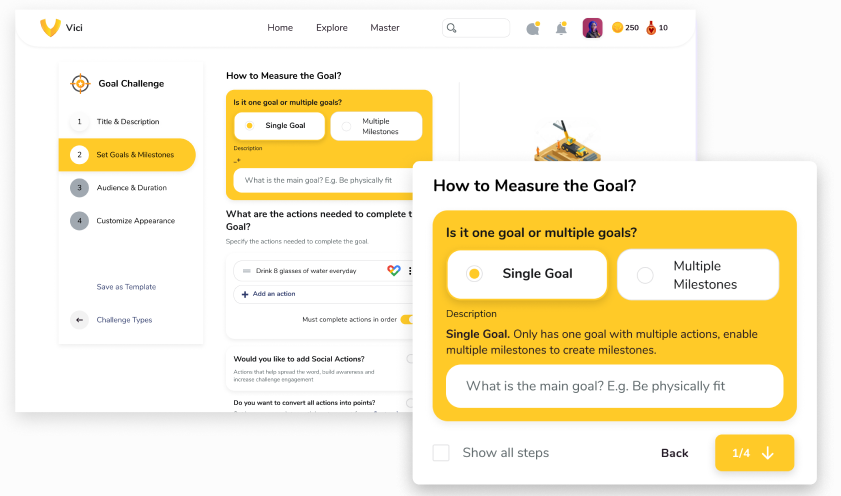 Vici
Home
Explore
Master
250
10
Goal Challenge
1 Title & Description
2 Set Goals & Milestones
3 Audience & Duration
4 Customize Appearance
Save as Template
Challenge Types
How to Measure the Goal?
Is it one goal or multiple goals?
Single Goal
Multiple
Milestones
Description
What is the main goal? E.g. Be physically fit
What are the actions needed to complete t
Goal?
Specify the actions needed to complete the goal
Drink 8 glasses of water everyday
+ Add an action
Must complete actions in order
Would you like to add Social Actions?
Actions that help spread the word, build awareness and
increase challenge engagement
Do you want to convert all actions into points?
How to Measure the Goal?
Is it one goal or multiple goals?
Single Goal
Multiple
Milestones
Description
Single Goal. Only has one goal with multiple actions, enable
multiple milestones to create milestones.
What is the main goal? E.g. Be physically fit
Show all steps
Back
1/4